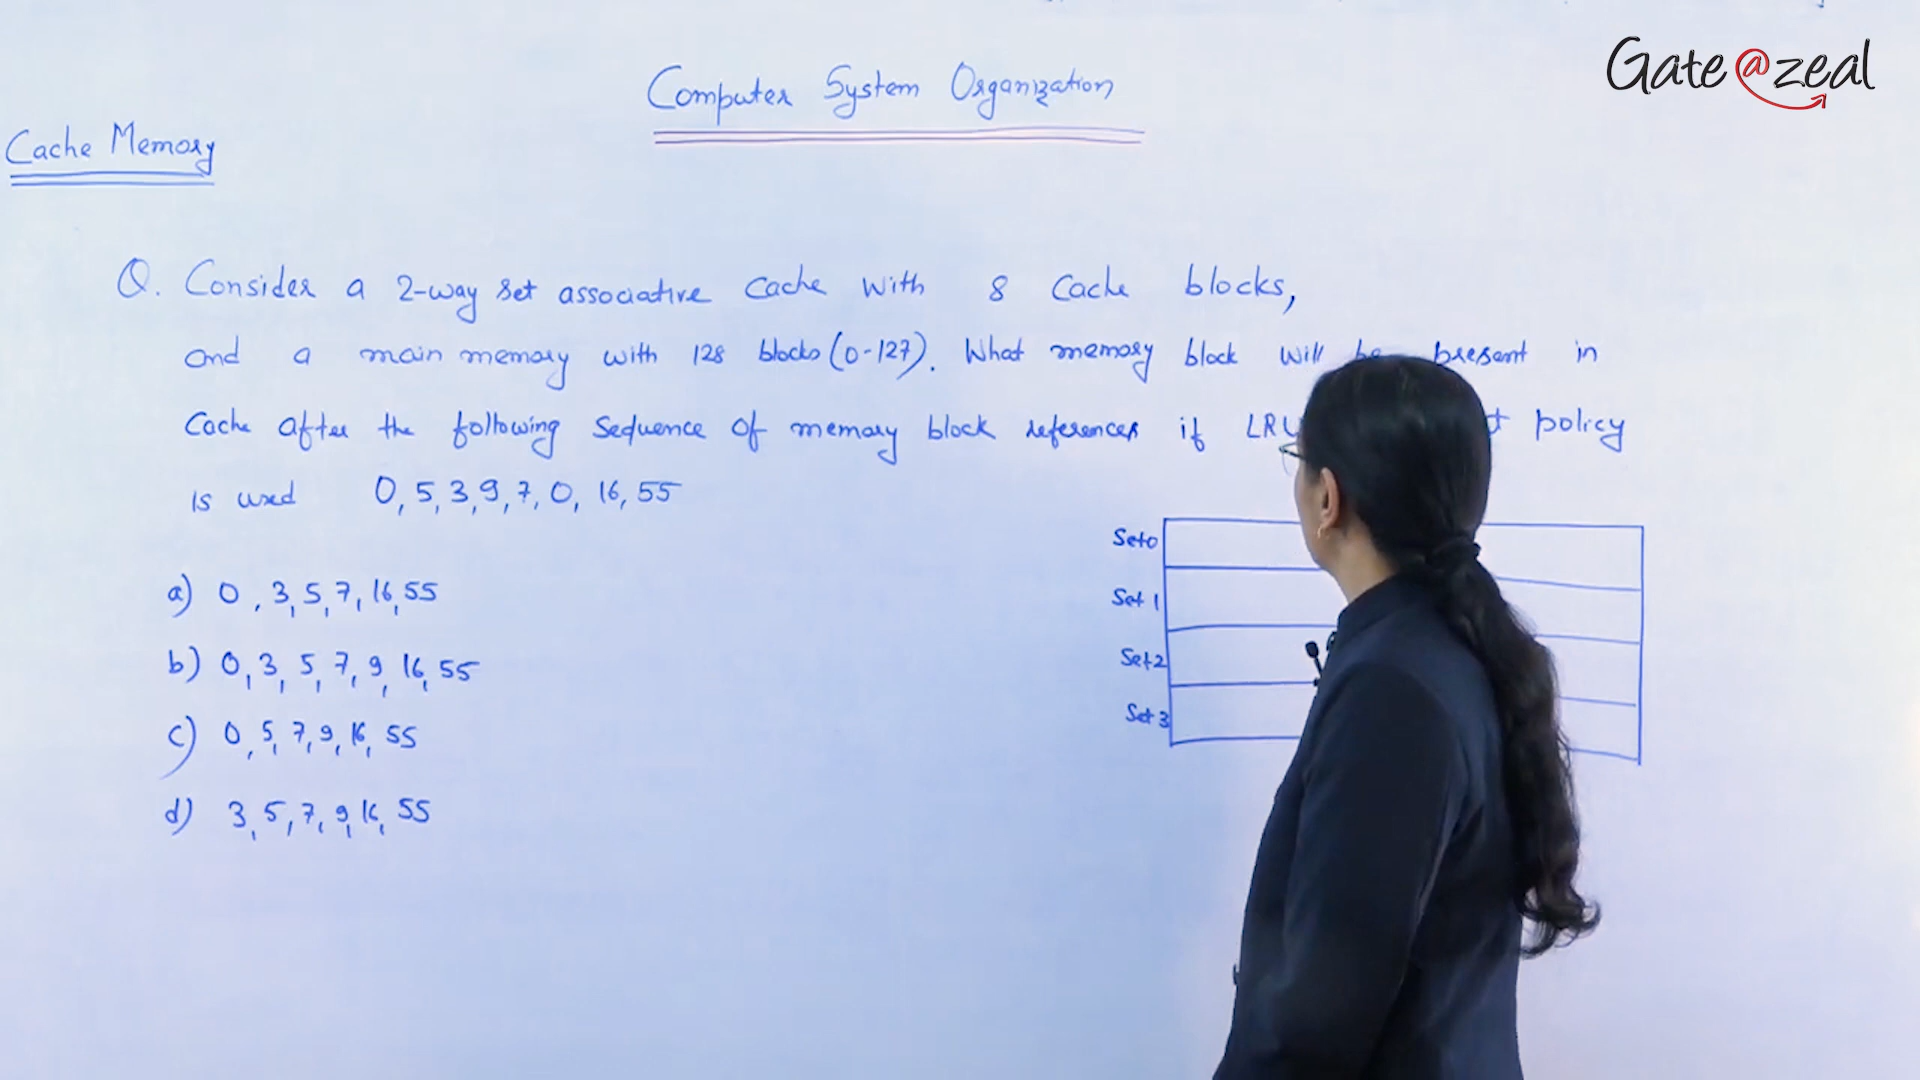 Gate@zeal
Computer System Organization
Cache Memory
Q. Consider a 2-way set associative cache with 8 cache blocks,
and a main memory with 128 blocks (0-127). What memory block will be present in
Cache after the following sequence of memory block references if LRU policy
is used 0, 5, 3, 9, 7, 0, 16, 55
a) 0, 3, 5, 7, 16, 55
b) 0, 3, 5, 7, 9, 16, 55
c) 0, 5, 7, 9, 16, 55
d) 3, 5, 7, 9, 16, 55
Set0
Set 1
Set2
Set 3